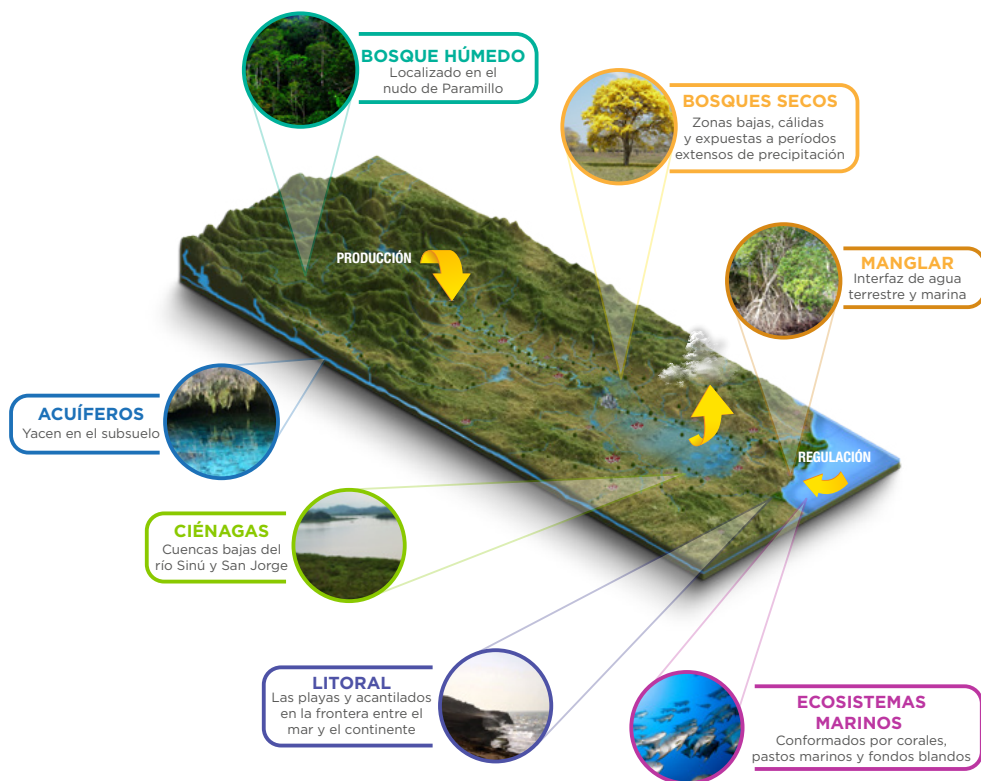 BOSQUE HÚMEDO
Localizado en el
nudo de Paramillo
BOSQUES SECOS
Zonas bajas, cálidas
y expuestas a períodos
extensos de precipitación
PRODUCCIÓN
MANGLAR
Interfaz de agua
terrestre y marina
ACUÍFEROS
Yacen en el subsuelo
REGULACIÓN
CIÉNAGAS
Cuencas bajas del
río Sinú y San Jorge
LITORAL
Las playas y acantilados
en la frontera entre el
mar y el continente
ECOSISTEMAS
MARINOS
Conformados por corales,
pastos marinos y fondos blandos